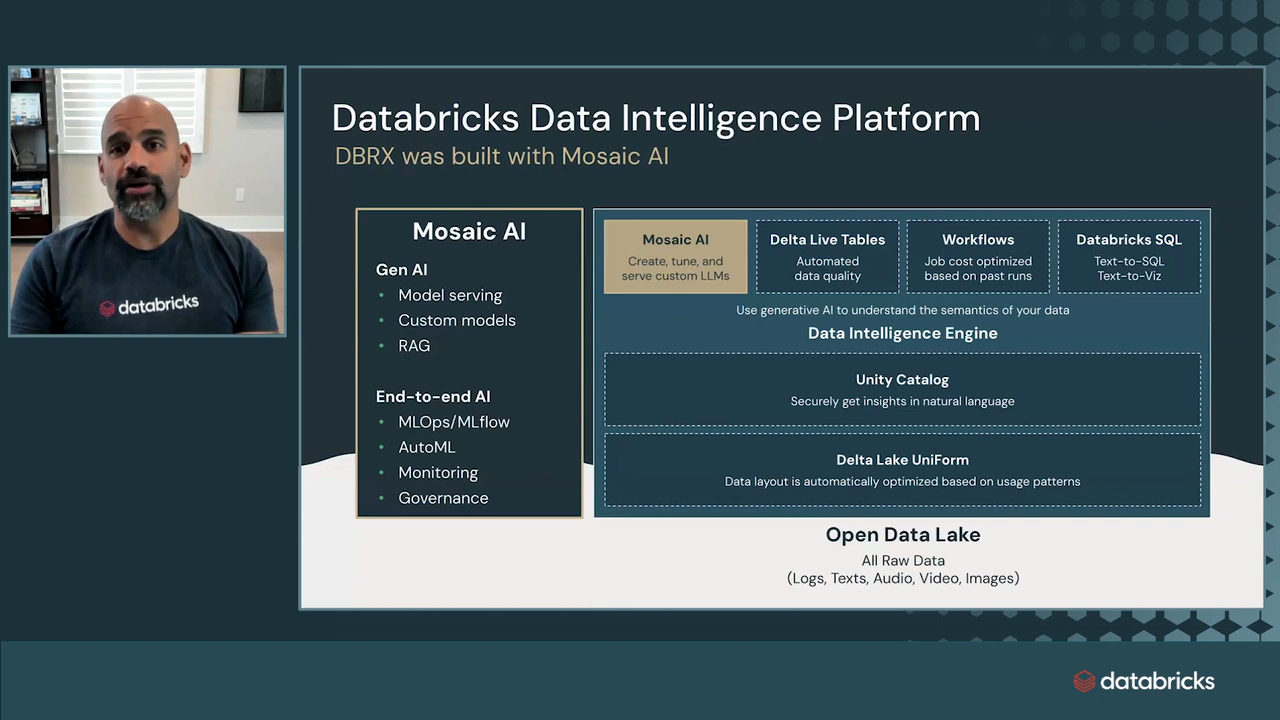 databricks
Databricks Data Intelligence Platform
DBRX was built with Mosaic AI
Mosaic AI
Gen AI
• Model serving
• Custom models
• RAG
End-to-end AI
• MLOps/MLflow
• AutoML
• Monitoring
• Governance
Mosaic AI
Create, tune, and
serve custom LLMs
Delta Live Tables
Automated
data quality
Workflows
Job cost optimized
based on past runs
Databricks SQL
Text-to-SQL
Text-to-Viz
Use generative AI to understand the semantics of your data
Data Intelligence Engine
Unity Catalog
Securely get insights in natural language
Delta Lake UniForm
Data layout is automatically optimized based on usage patterns
Open Data Lake
All Raw Data
(Logs, Texts, Audio, Video, Images)
databricks